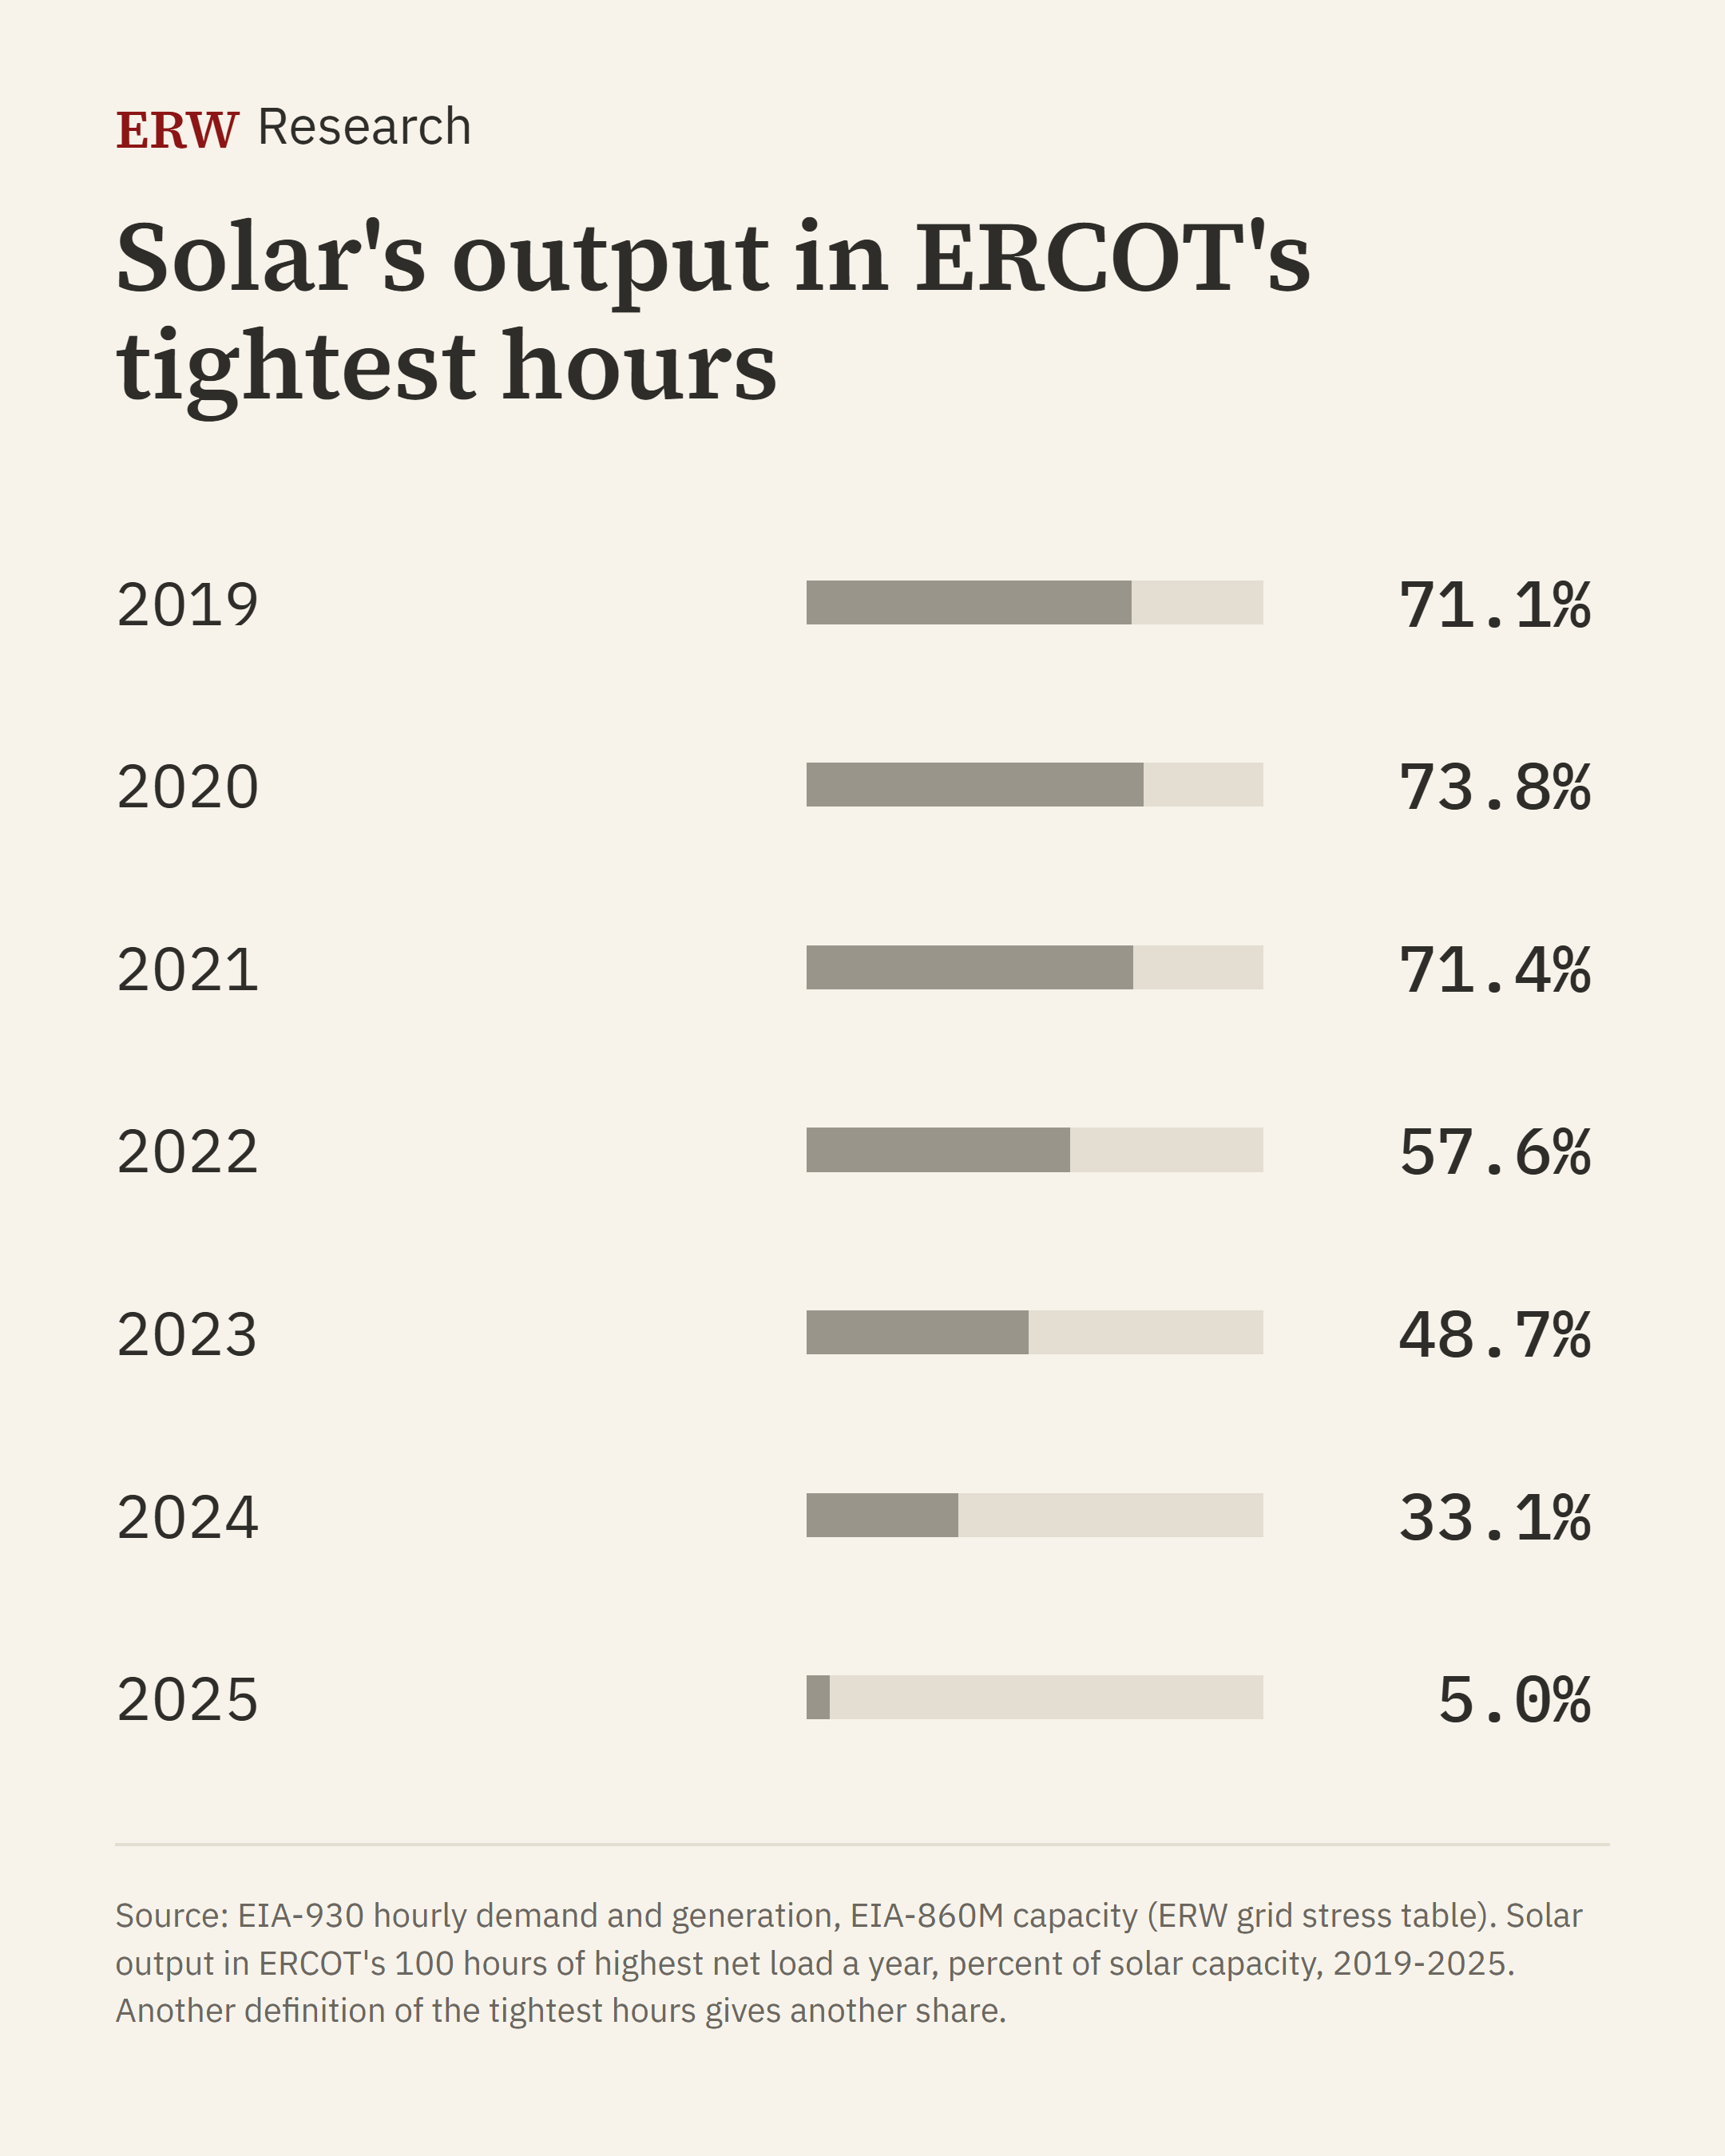 ERW Research
Solar's output in ERCOT's
tightest hours
2019 71.1%
2020 73.8%
2021 71.4%
2022 57.6%
2023 48.7%
2024 33.1%
2025 5.0%
Source: EIA-930 hourly demand and generation, EIA-860M capacity (ERW grid stress table). Solar
output in ERCOT's 100 hours of highest net load a year, percent of solar capacity, 2019-2025.
Another definition of the tightest hours gives another share.